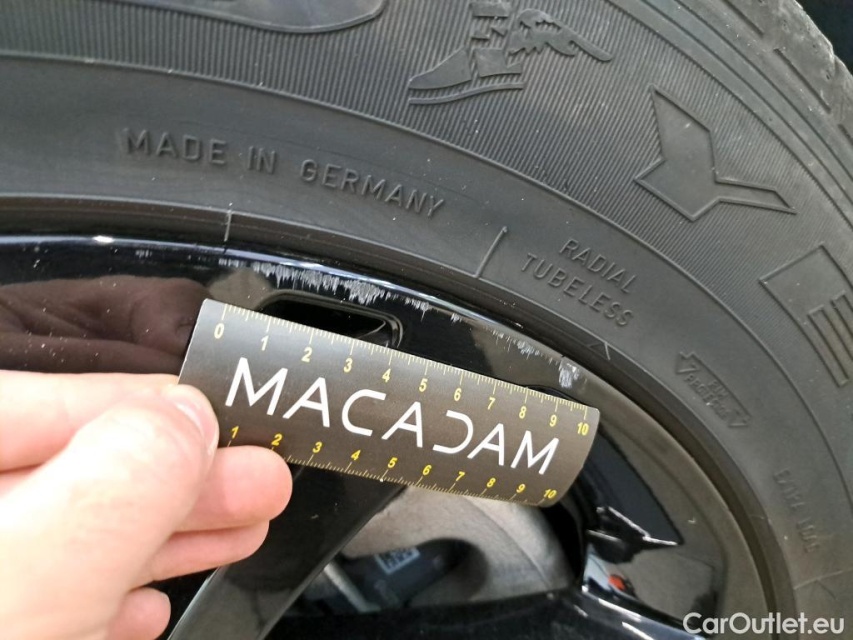 MADE IN GERMANY
RADIAL
TUBELESS
E
0 1 2 3 4 5 6 7 8 9 10
MACADAM
1 2 3 4 5 6 7 8 9 10
CarOutlet.eu